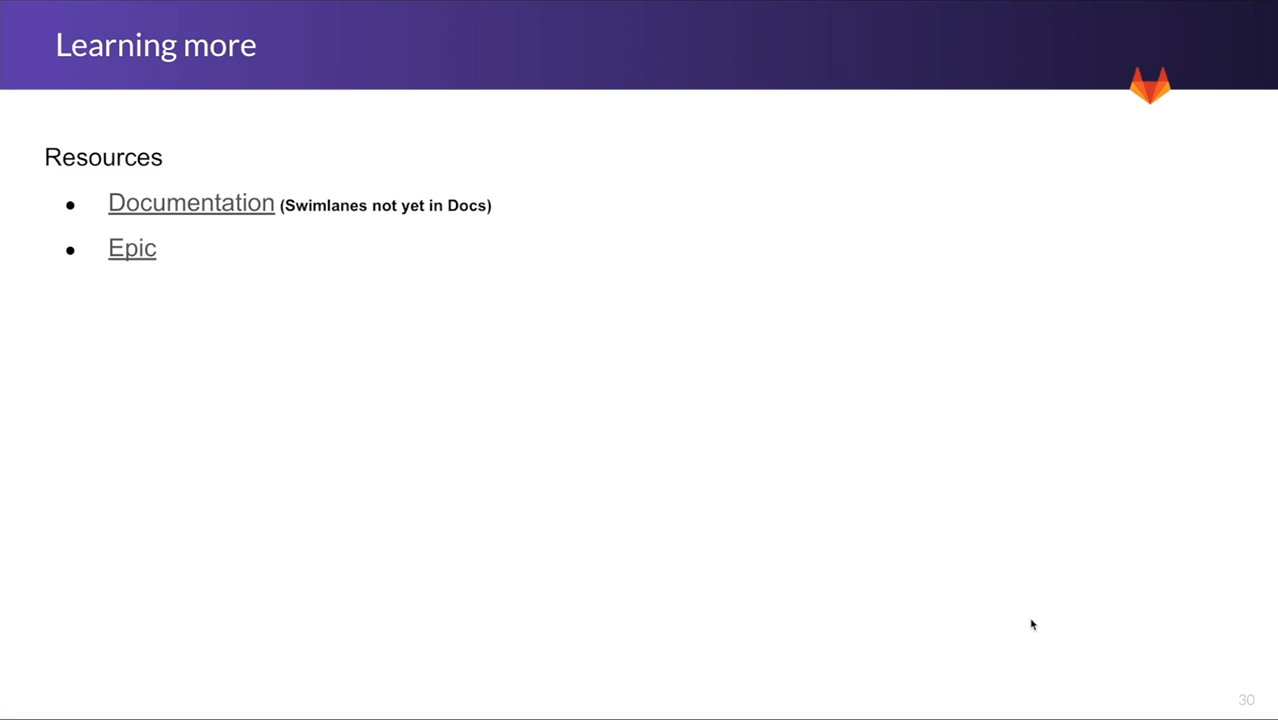 Learning more
Resources
● Documentation (Swimlanes not yet in Docs)
● Epic
30